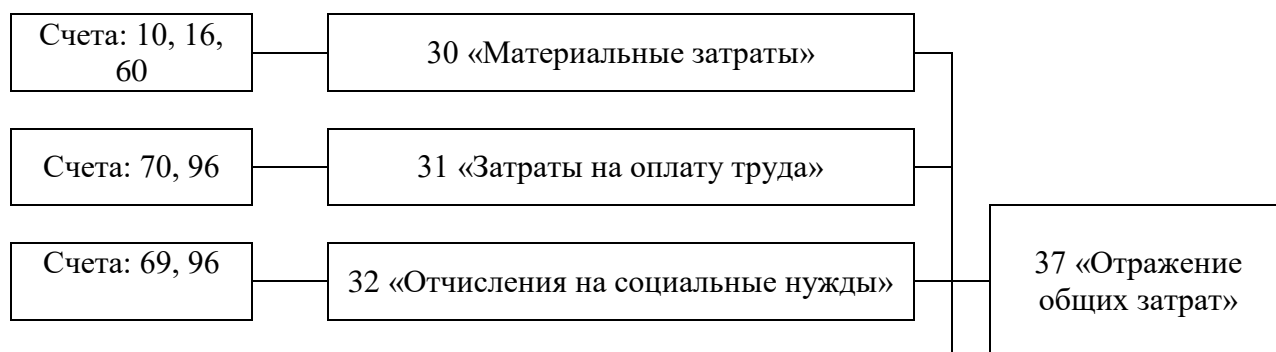 Счета: 10, 16,
60
30 «Материальные затраты»
Счета: 70, 96
31 «Затраты на оплату труда»
Счета: 69, 96
32 «Отчисления на социальные нужды»
37 «Отражение
общих затрат»